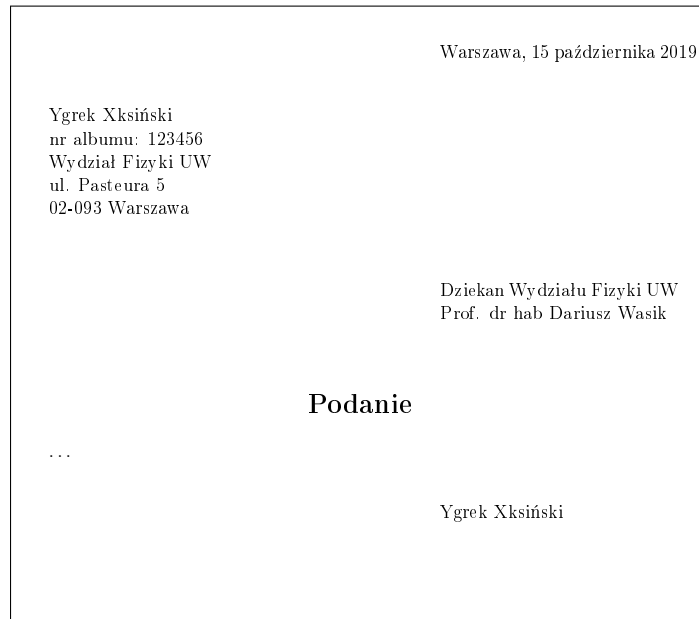 Warszawa, 15 października 2019
Ygrek Xksiński
nr albumu: 123456
Wydział Fizyki UW
ul. Pasteura 5
02-093 Warszawa
Dziekan Wydziału Fizyki UW
Prof. dr hab Dariusz Wasik
Podanie
...
Ygrek Xksiński